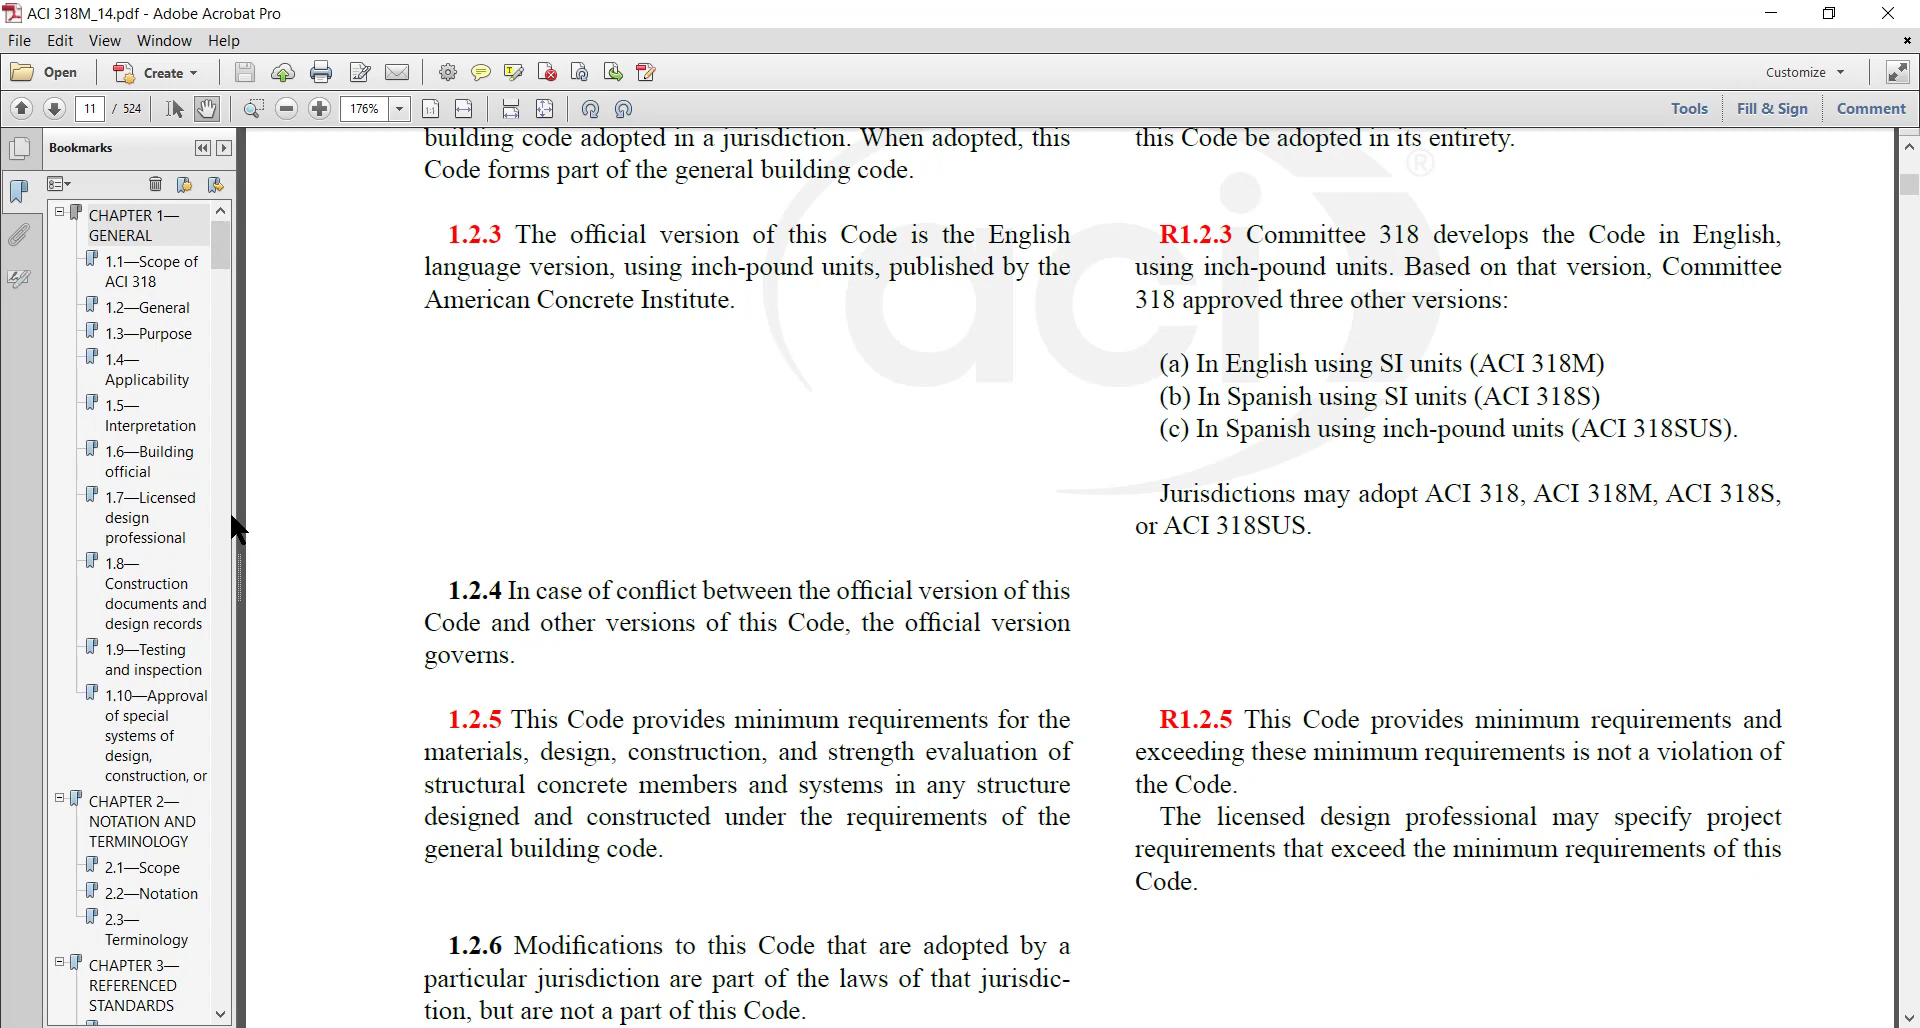 ACI 318M_14.pdf - Adobe Acrobat Pro
File Edit View Window Help
Open Create Customize
11 / 524 176% Tools Fill & Sign Comment
Bookmarks
CHAPTER 1—
GENERAL
1.1—Scope of
ACI 318
1.2—General
1.3—Purpose
1.4—
Applicability
1.5—
Interpretation
1.6—Building
official
1.7—Licensed
design
professional
1.8—
Construction
documents and
design records
1.9—Testing
and inspection
1.10—Approval
of special
systems of
design,
construction, or
CHAPTER 2—
NOTATION AND
TERMINOLOGY
2.1—Scope
2.2—Notation
2.3—
Terminology
CHAPTER 3—
REFERENCED
STANDARDS
building code adopted in a jurisdiction. When adopted, this
Code forms part of the general building code.
1.2.3 The official version of this Code is the English
language version, using inch-pound units, published by the
American Concrete Institute.
1.2.4 In case of conflict between the official version of this
Code and other versions of this Code, the official version
governs.
1.2.5 This Code provides minimum requirements for the
materials, design, construction, and strength evaluation of
structural concrete members and systems in any structure
designed and constructed under the requirements of the
general building code.
1.2.6 Modifications to this Code that are adopted by a
particular jurisdiction are part of the laws of that jurisdic-
tion, but are not a part of this Code.
this Code be adopted in its entirety.
R1.2.3 Committee 318 develops the Code in English,
using inch-pound units. Based on that version, Committee
318 approved three other versions:
(a) In English using SI units (ACI 318M)
(b) In Spanish using SI units (ACI 318S)
(c) In Spanish using inch-pound units (ACI 318SUS).
Jurisdictions may adopt ACI 318, ACI 318M, ACI 318S,
or ACI 318SUS.
R1.2.5 This Code provides minimum requirements and
exceeding these minimum requirements is not a violation of
the Code.
The licensed design professional may specify project
requirements that exceed the minimum requirements of this
Code.
aci ®